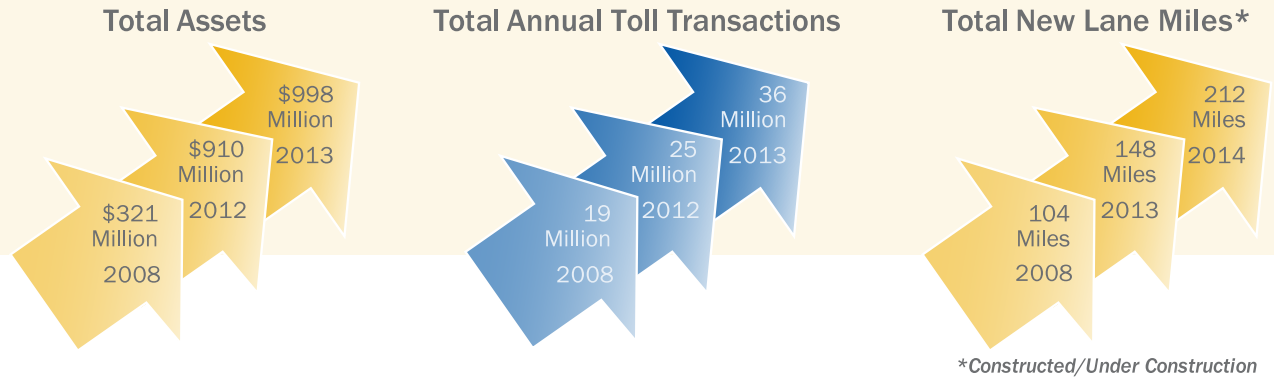 Total Assets
$998
Million
2013
$910
Million
2012
$321
Million
2008
Total Annual Toll Transactions
36
Million
2013
25
Million
2012
19
Million
2008
Total New Lane Miles*
212
Miles
2014
148
Miles
2013
104
Miles
2008
*Constructed/Under Construction